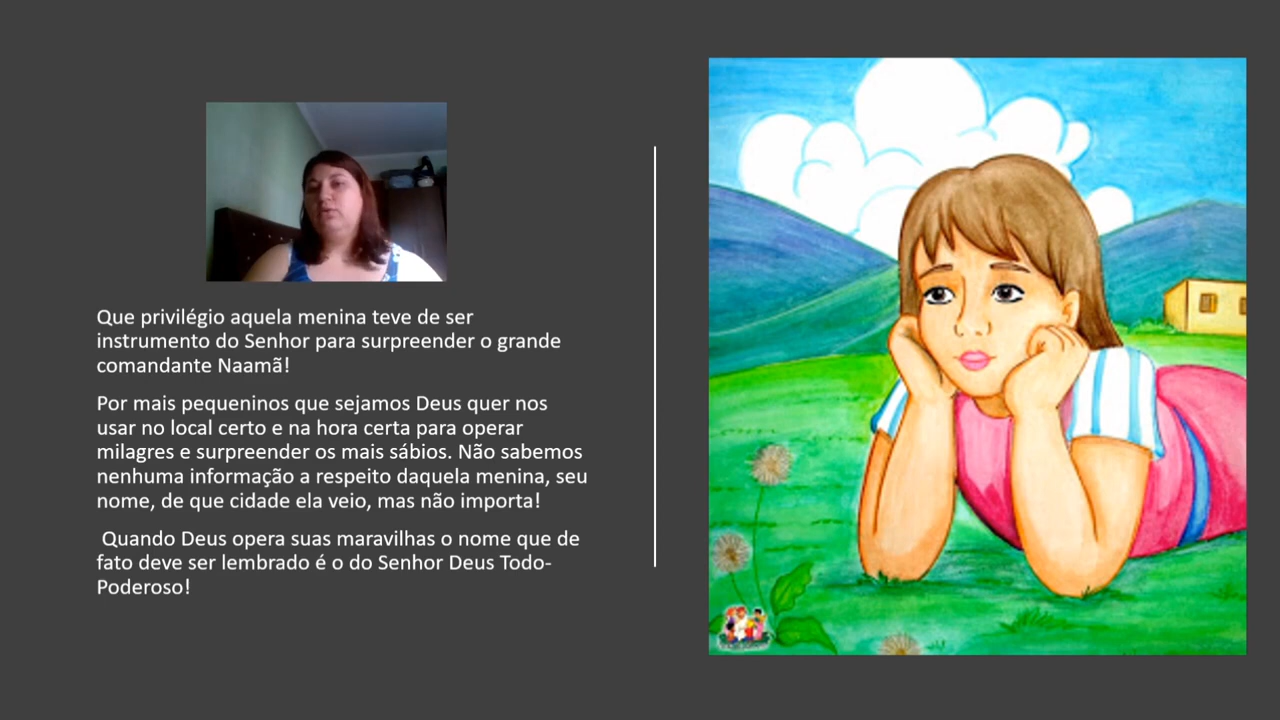 Que privilégio aquela menina teve de ser
instrumento do Senhor para surpreender o grande
comandante Naamã!
Por mais pequeninos que sejamos Deus quer nos
usar no local certo e na hora certa para operar
milagres e surpreender os mais sábios. Não sabemos
nenhuma informação a respeito daquela menina, seu
nome, de que cidade ela veio, mas não importa!
Quando Deus opera suas maravilhas o nome que de
fato deve ser lembrado é o do Senhor Deus Todo-
Poderoso!